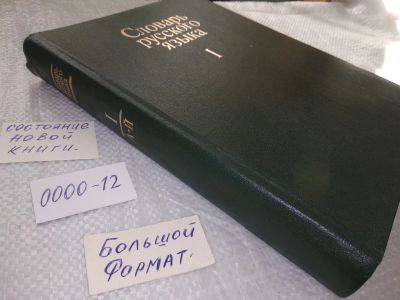 Словарь
русского
языка
I
I
состояние
новой
книги.
0000-12
Большой
Формат.